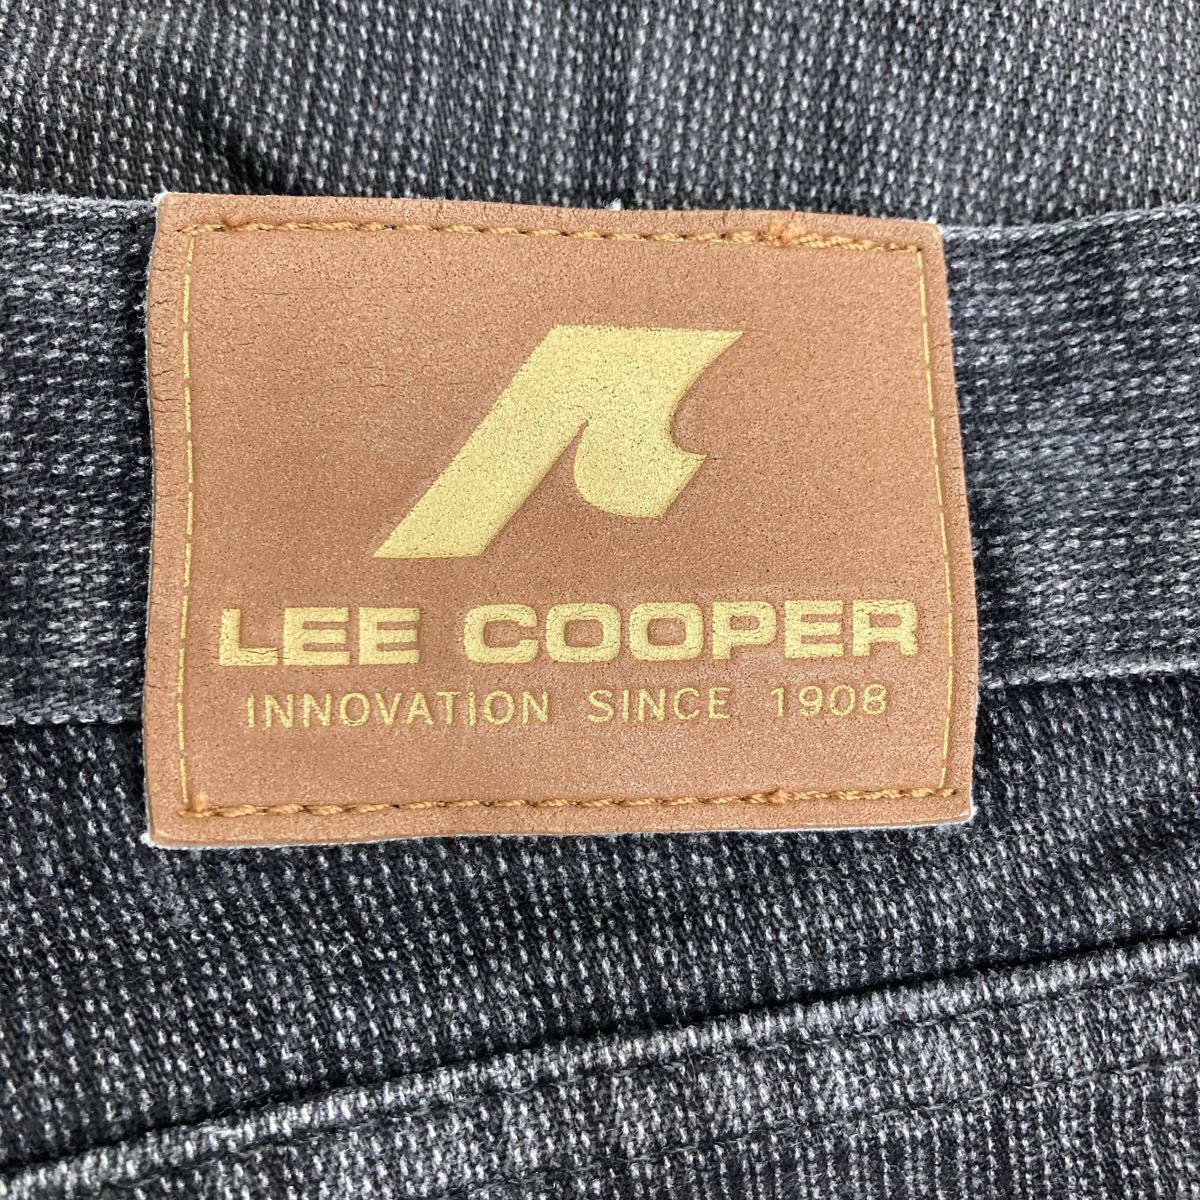 LEE COOPER
INNOVATION SINCE 1908